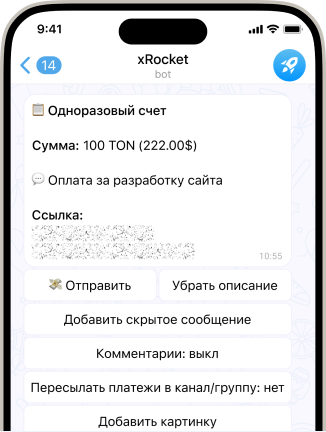 9:41
14
xRocket
bot
Одноразовый счет
Сумма: 100 TON (222.00$)
Оплата за разработку сайта
Ссылка:
10:55
Отправить
Убрать описание
Добавить скрытое сообщение
Комментарии: выкл
Пересылать платежи в канал/группу: нет
Добавить картинку